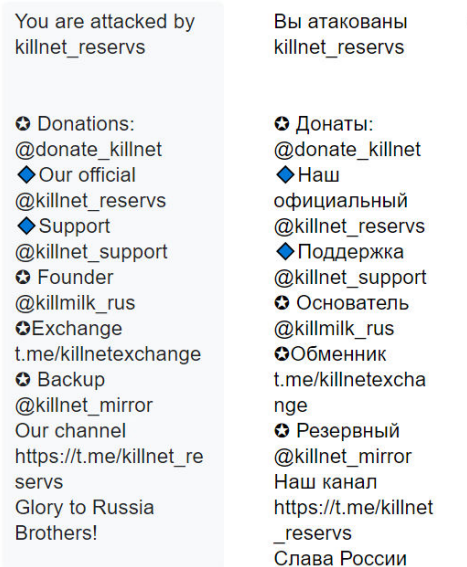 You are attacked by
killnet_reservs
✪ Donations:
@donate_killnet
🔷Our official
@killnet_reservs
🔷Support
@killnet_support
✪ Founder
@killmilk_rus
✪Exchange
t.me/killnetexchange
✪ Backup
@killnet_mirror
Our channel
https://t.me/killnet_re
servs
Glory to Russia
Brothers!
Вы атакованы
killnet_reservs
✪ Донаты:
@donate_killnet
🔷Наш
официальный
@killnet_reservs
🔷Поддержка
@killnet_support
✪ Основатель
@killmilk_rus
✪Обменник
t.me/killnetexcha
nge
✪ Резервный
@killnet_mirror
Наш канал
https://t.me/killnet
_reservs
Слава России